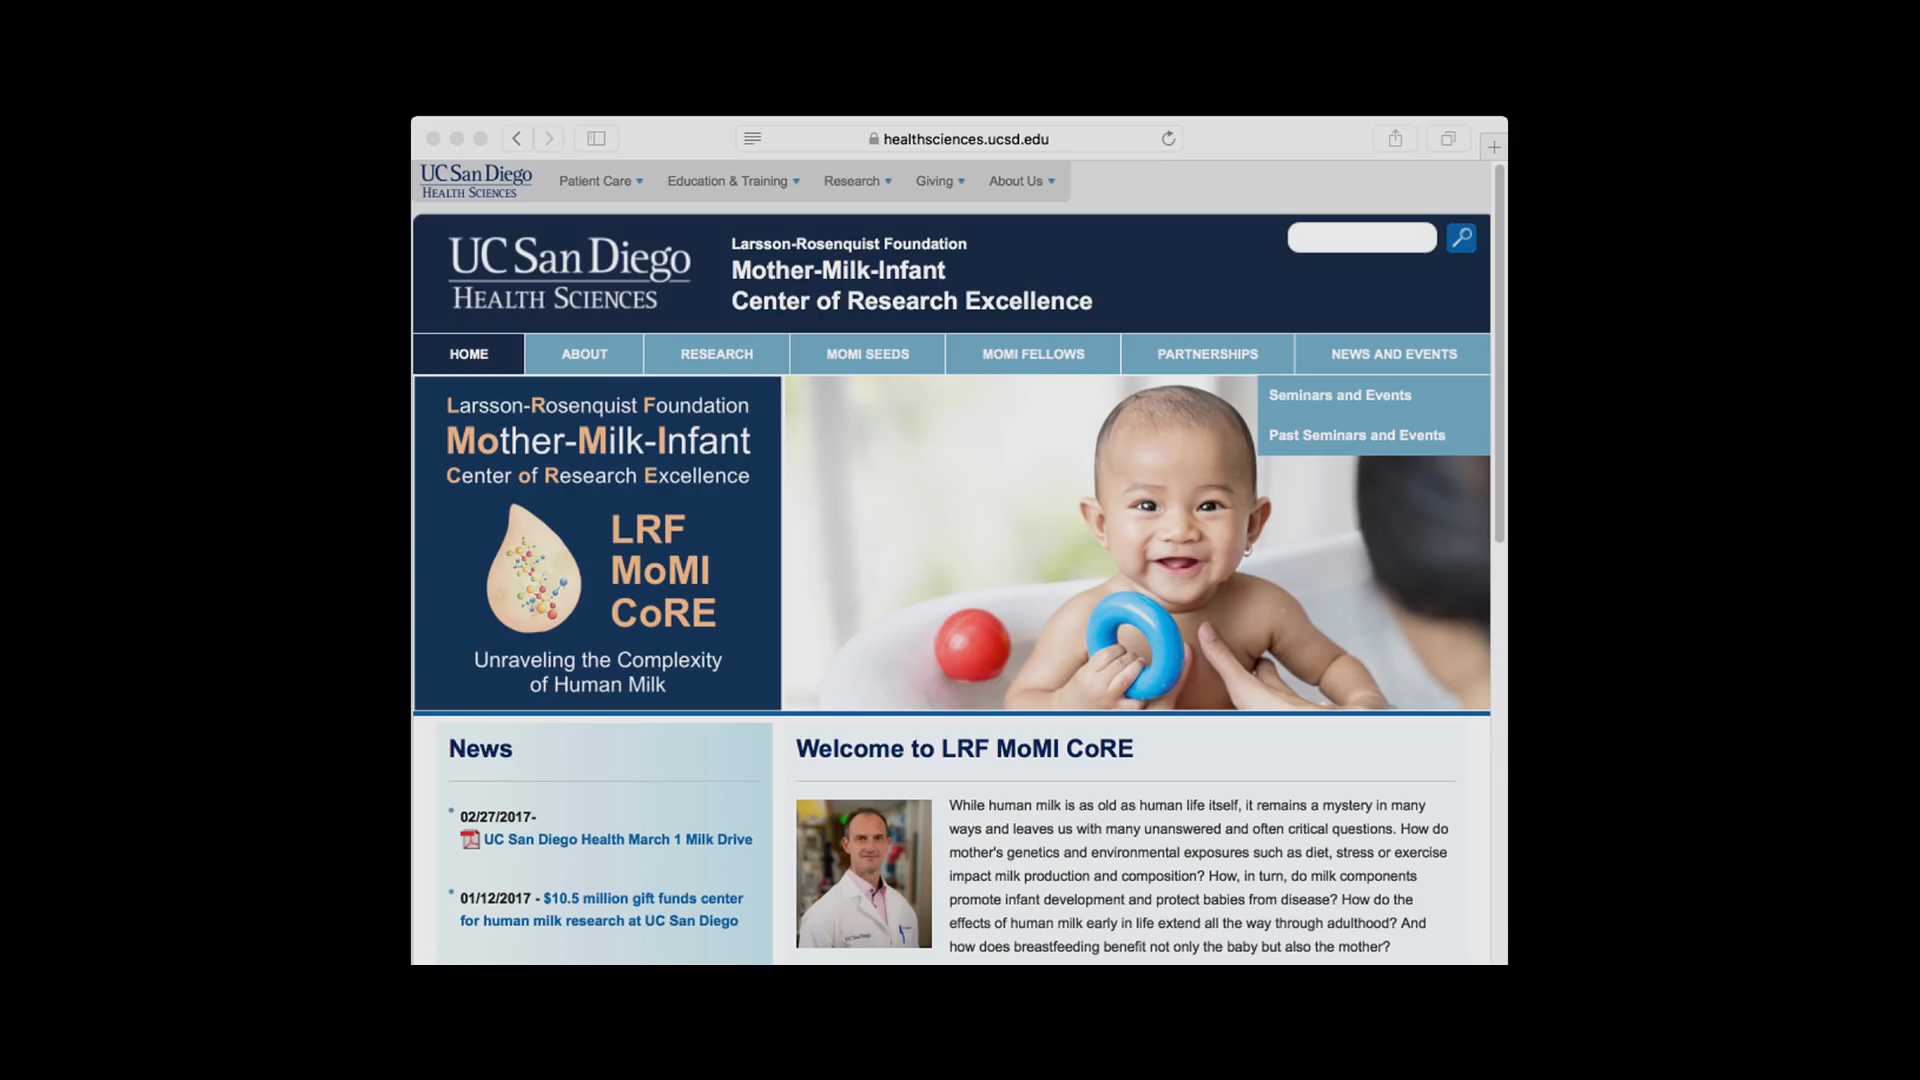 healthsciences.ucsd.edu
UC San Diego
HEALTH SCIENCES
Patient Care
Education & Training
Research
Giving
About Us
UC San Diego
HEALTH SCIENCES
Larsson-Rosenquist Foundation
Mother-Milk-Infant
Center of Research Excellence
HOME
ABOUT
RESEARCH
MOMI SEEDS
MOMI FELLOWS
PARTNERSHIPS
NEWS AND EVENTS
Seminars and Events
Past Seminars and Events
Larsson-Rosenquist Foundation
Mother-Milk-Infant
Center of Research Excellence
LRF
MoMI
CoRE
Unraveling the Complexity
of Human Milk
News
02/27/2017-
UC San Diego Health March 1 Milk Drive
01/12/2017 - $10.5 million gift funds center
for human milk research at UC San Diego
Welcome to LRF MoMI CoRE
While human milk is as old as human life itself, it remains a mystery in many
ways and leaves us with many unanswered and often critical questions. How do
mother's genetics and environmental exposures such as diet, stress or exercise
impact milk production and composition? How, in turn, do milk components
promote infant development and protect babies from disease? How do the
effects of human milk early in life extend all the way through adulthood? And
how does breastfeeding benefit not only the baby but also the mother?